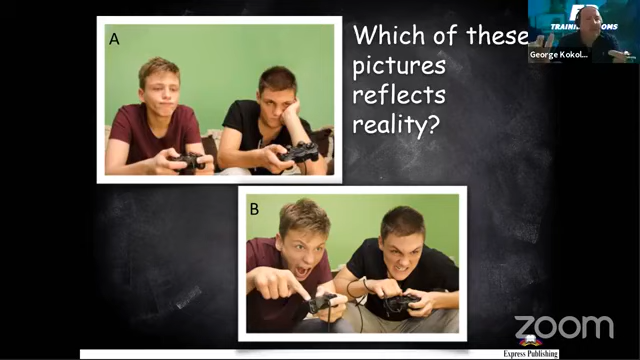 A
Which of these
pictures
reflects
reality?
B
George Kokol...
zoom
Express Publishing